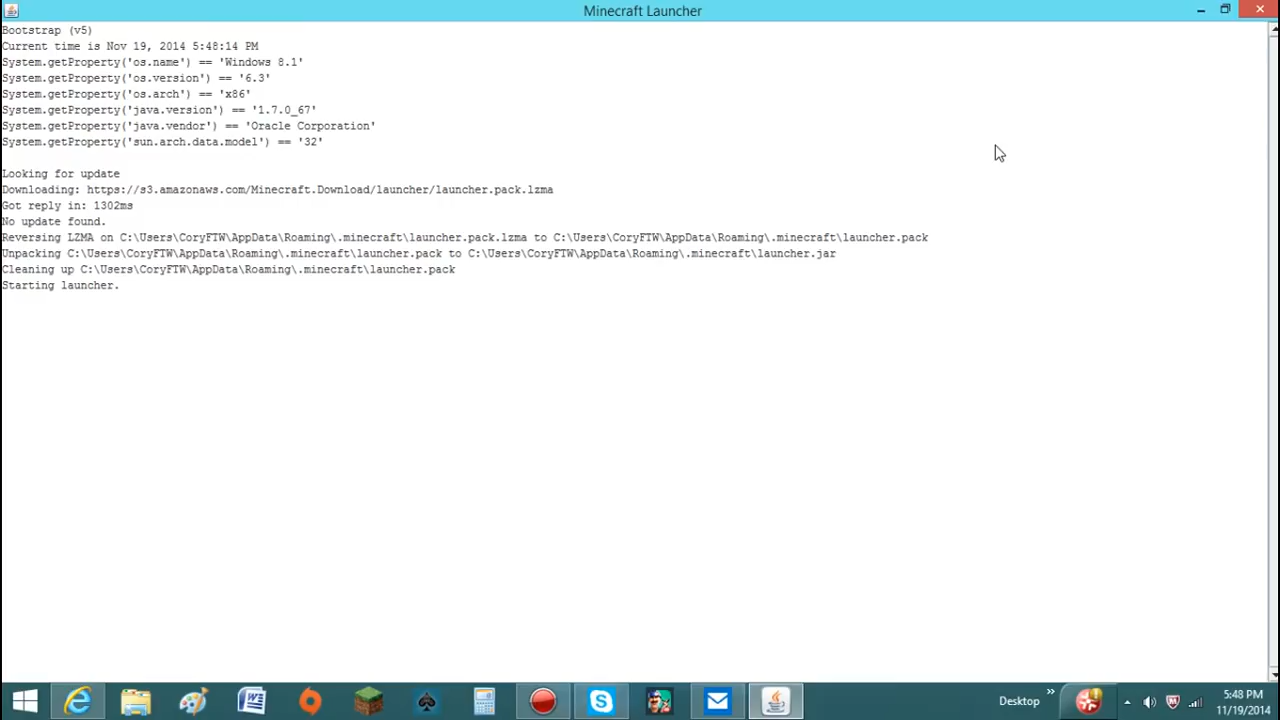 Minecraft Launcher
Bootstrap (v5)
Current time is Nov 19, 2014 5:48:14 PM
System.getProperty('os.name') == 'Windows 8.1'
System.getProperty('os.version') == '6.3'
System.getProperty('os.arch') == 'x86'
System.getProperty('java.version') == '1.7.0_67'
System.getProperty('java.vendor') == 'Oracle Corporation'
System.getProperty('sun.arch.data.model') == '32'
Looking for update
Downloading: https://s3.amazonaws.com/Minecraft.Download/launcher/launcher.pack.lzma
Got reply in: 1302ms
No update found.
Reversing LZMA on C:\Users\CoryFTW\AppData\Roaming\.minecraft\launcher.pack.lzma to C:\Users\CoryFTW\AppData\Roaming\.minecraft\launcher.pack
Unpacking C:\Users\CoryFTW\AppData\Roaming\.minecraft\launcher.pack to C:\Users\CoryFTW\AppData\Roaming\.minecraft\launcher.jar
Cleaning up C:\Users\CoryFTW\AppData\Roaming\.minecraft\launcher.pack
Starting launcher.
Desktop
5:48 PM
11/19/2014